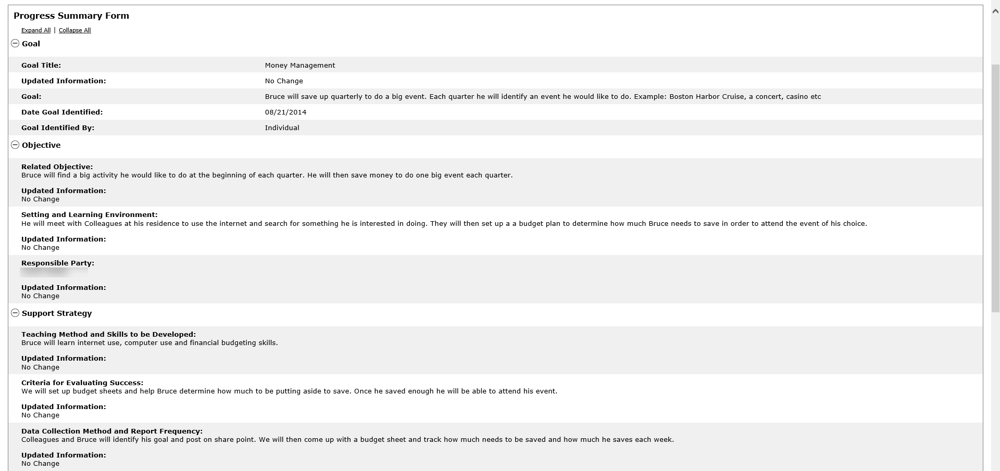 Progress Summary Form
Expand All | Collapse All
Goal
Goal Title: Money Management
Updated Information: No Change
Goal: Bruce will save up quarterly to do a big event. Each quarter he will identify an event he would like to do. Example: Boston Harbor Cruise, a concert, casino etc
Date Goal Identified: 08/21/2014
Goal Identified By: Individual
Objective
Related Objective:
Bruce will find a big activity he would like to do at the beginning of each quarter. He will then save money to do one big event each quarter.
Updated Information:
No Change
Setting and Learning Environment:
He will meet with Colleagues at his residence to use the internet and search for something he is interested in doing. They will then set up a a budget plan to determine how much Bruce needs to save in order to attend the event of his choice.
Updated Information:
No Change
Responsible Party:
Updated Information:
No Change
Support Strategy
Teaching Method and Skills to be Developed:
Bruce will learn internet use, computer use and financial budgeting skills.
Updated Information:
No Change
Criteria for Evaluating Success:
We will set up budget sheets and help Bruce determine how much to be putting aside to save. Once he saved enough he will be able to attend his event.
Updated Information:
No Change
Data Collection Method and Report Frequency:
Colleagues and Bruce will identify his goal and post on share point. We will then come up with a budget sheet and track how much needs to be saved and how much he saves each week.
Updated Information:
No Change